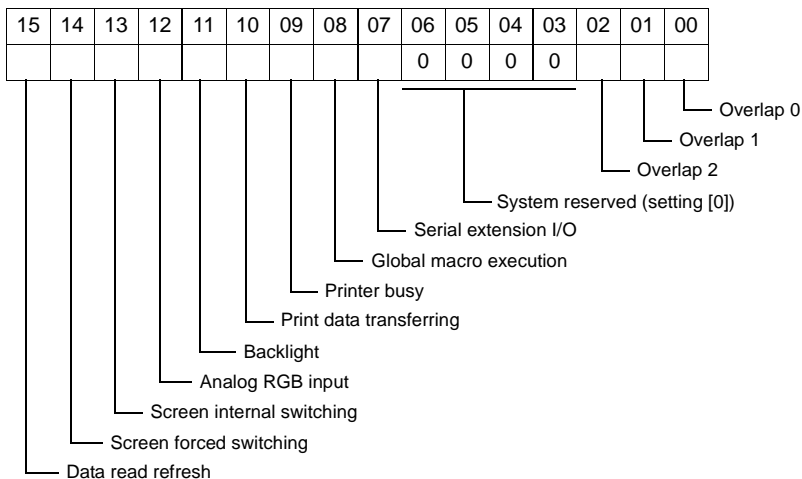 15 14 13 12 11 10 09 08 07 06 05 04 03 02 01 00
0 0 0 0
Overlap 0
Overlap 1
Overlap 2
System reserved (setting [0])
Serial extension I/O
Global macro execution
Printer busy
Print data transferring
Backlight
Analog RGB input
Screen internal switching
Screen forced switching
Data read refresh